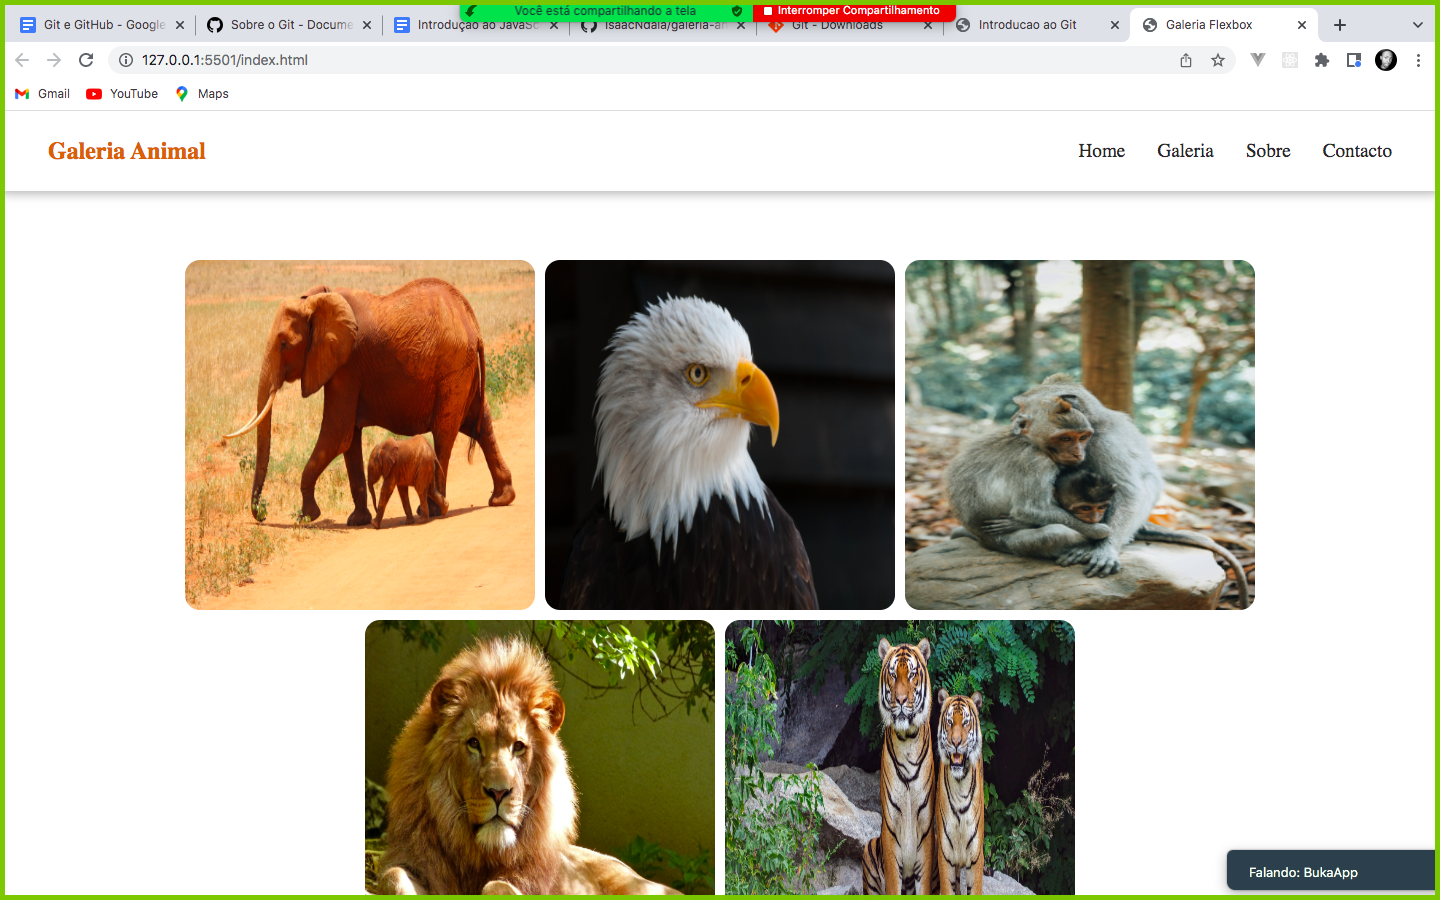 Você está compartilhando a tela
Interromper Compartilhamento
Git e GitHub - Google
Sobre o Git - Docume
Introdução ao JavaSc
IsaacNdala/galeria-an
Git - Downloads
Introducao ao Git
Galeria Flexbox
127.0.0.1:5501/index.html
Gmail
YouTube
Maps
Galeria Animal
Home
Galeria
Sobre
Contacto
Falando: BukaApp